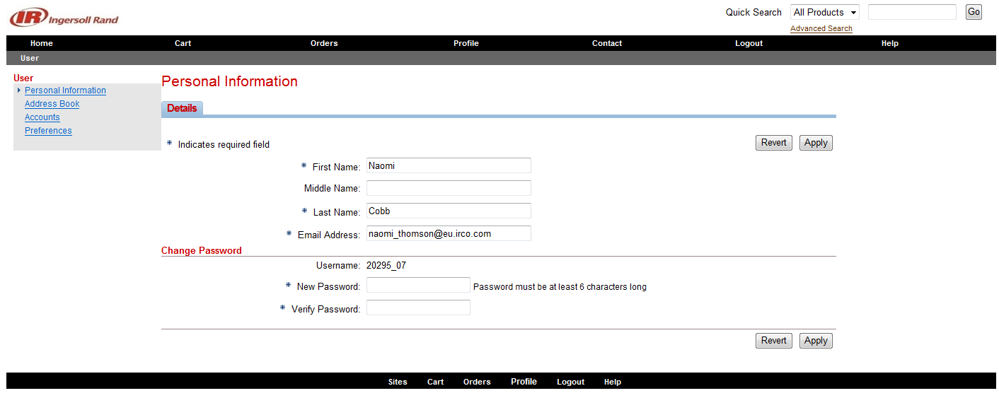 IR Ingersoll Rand
Quick Search All Products Go
Advanced Search
Home Cart Orders Profile Contact Logout Help
User
User
Personal Information
Address Book
Accounts
Preferences
Personal Information
Details
* Indicates required field
Revert Apply
* First Name: Naomi
Middle Name:
* Last Name: Cobb
* Email Address: naomi_thomson@eu.irco.com
Change Password
Username: 20295_07
* New Password: Password must be at least 6 characters long
* Verify Password:
Revert Apply
Sites Cart Orders Profile Logout Help